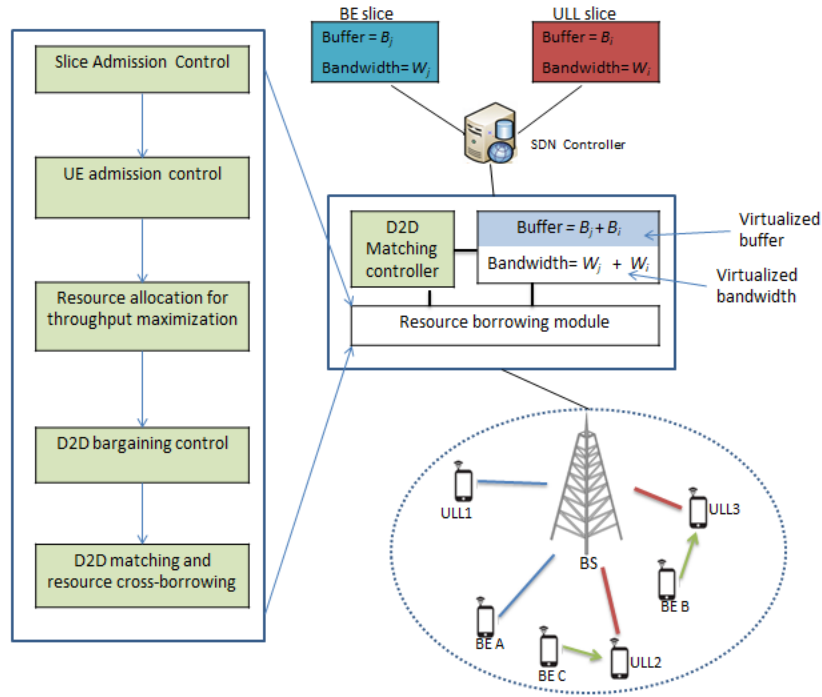 Slice Admission Control
UE admission control
Resource allocation for
throughput maximization
D2D bargaining control
D2D matching and
resource cross-borrowing
BE slice
Buffer = Bj
Bandwidth= Wj
ULL slice
Buffer = Bi
Bandwidth= Wi
SDN Controller
D2D
Matching
controller
Buffer = Bj + Bi
Bandwidth= Wj + Wi
Resource borrowing module
Virtualized
buffer
Virtualized
bandwidth
ULL1
BS
ULL3
BE B
BE A
BE C
ULL2